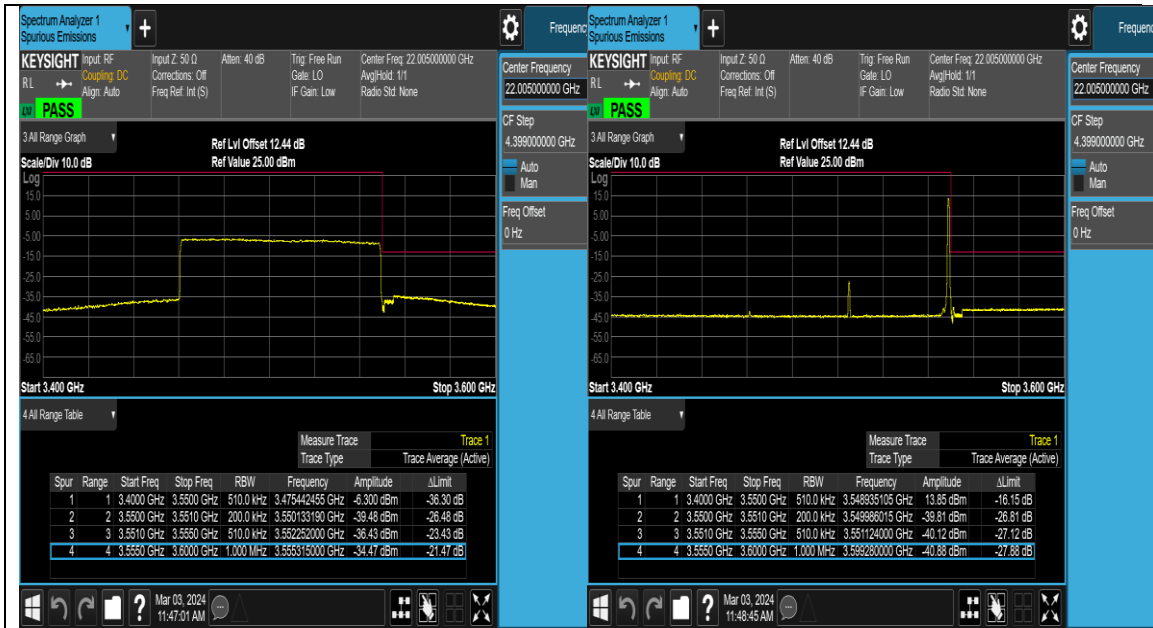 Spectrum Analyzer 1
Spurious Emissions
+
Frequenc
KEYSIGHT
RL
Input: RF
Coupling: DC
Align: Auto
Input Z: 50 Ω
Corrections: Off
Freq Ref: Int (S)
Atten: 40 dB
Trig: Free Run
Gate: LO
IF Gain: Low
Center Freq: 22.005000000 GHz
Avg|Hold: 1/1
Radio Std: None
PASS
3 All Range Graph
Ref Lvl Offset 12.44 dB
Scale/Div 10.0 dB
Ref Value 25.00 dBm
Log
15.0
5.00
-5.00
-15.0
-25.0
-35.0
-45.0
-55.0
-65.0
Start 3.400 GHz
Stop 3.600 GHz
4 All Range Table
Measure Trace Trace 1
Trace Type Trace Average (Active)
Spur Range Start Freq Stop Freq RBW Frequency Amplitude ΔLimit
1 1 3.4000 GHz 3.5500 GHz 510.0 kHz 3.475442455 GHz -6.300 dBm -36.30 dB
2 2 3.5500 GHz 3.5510 GHz 200.0 kHz 3.550133190 GHz -39.48 dBm -26.48 dB
3 3 3.5510 GHz 3.5550 GHz 510.0 kHz 3.552252000 GHz -36.43 dBm -23.43 dB
4 4 3.5550 GHz 3.6000 GHz 1.000 MHz 3.555315000 GHz -34.47 dBm -21.47 dB
Center Frequency
22.005000000 GHz
CF Step
4.399000000 GHz
Auto
Man
Freq Offset
0 Hz
?
Mar 03, 2024
11:47:01 AM
Spectrum Analyzer 1
Spurious Emissions
+
Frequenc
KEYSIGHT
RL
Input: RF
Coupling: DC
Align: Auto
Input Z: 50 Ω
Corrections: Off
Freq Ref: Int (S)
Atten: 40 dB
Trig: Free Run
Gate: LO
IF Gain: Low
Center Freq: 22.005000000 GHz
Avg|Hold: 1/1
Radio Std: None
PASS
3 All Range Graph
Ref Lvl Offset 12.44 dB
Scale/Div 10.0 dB
Ref Value 25.00 dBm
Log
15.0
5.00
-5.00
-15.0
-25.0
-35.0
-45.0
-55.0
-65.0
Start 3.400 GHz
Stop 3.600 GHz
4 All Range Table
Measure Trace Trace 1
Trace Type Trace Average (Active)
Spur Range Start Freq Stop Freq RBW Frequency Amplitude ΔLimit
1 1 3.4000 GHz 3.5500 GHz 510.0 kHz 3.548935105 GHz 13.85 dBm -16.15 dB
2 2 3.5500 GHz 3.5510 GHz 200.0 kHz 3.549986015 GHz -39.81 dBm -26.81 dB
3 3 3.5510 GHz 3.5550 GHz 510.0 kHz 3.551124000 GHz -40.12 dBm -27.12 dB
4 4 3.5550 GHz 3.6000 GHz 1.000 MHz 3.599280000 GHz -40.88 dBm -27.88 dB
Center Frequency
22.005000000 GHz
CF Step
4.399000000 GHz
Auto
Man
Freq Offset
0 Hz
?
Mar 03, 2024
11:48:45 AM